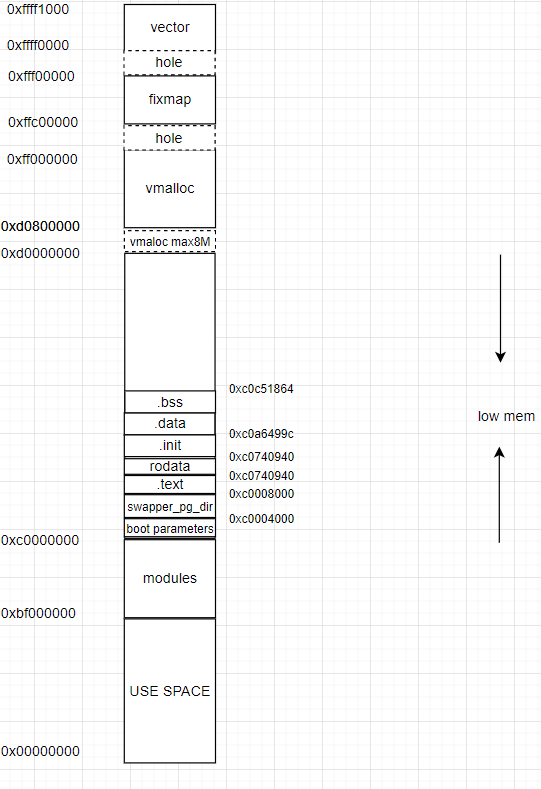 0xffff1000
vector
0xffff0000
hole
0xfff00000
fixmap
0xffc00000
hole
0xff000000
vmalloc
0xd0800000
vmaloc max8M
0xd0000000
0xc0c51864
.bss
low mem
.data
0xc0a6499c
.init
0xc0740940
rodata
0xc0740940
.text
0xc0008000
swapper_pg_dir
0xc0004000
boot parameters
0xc0000000
modules
0xbf000000
USE SPACE
0x00000000